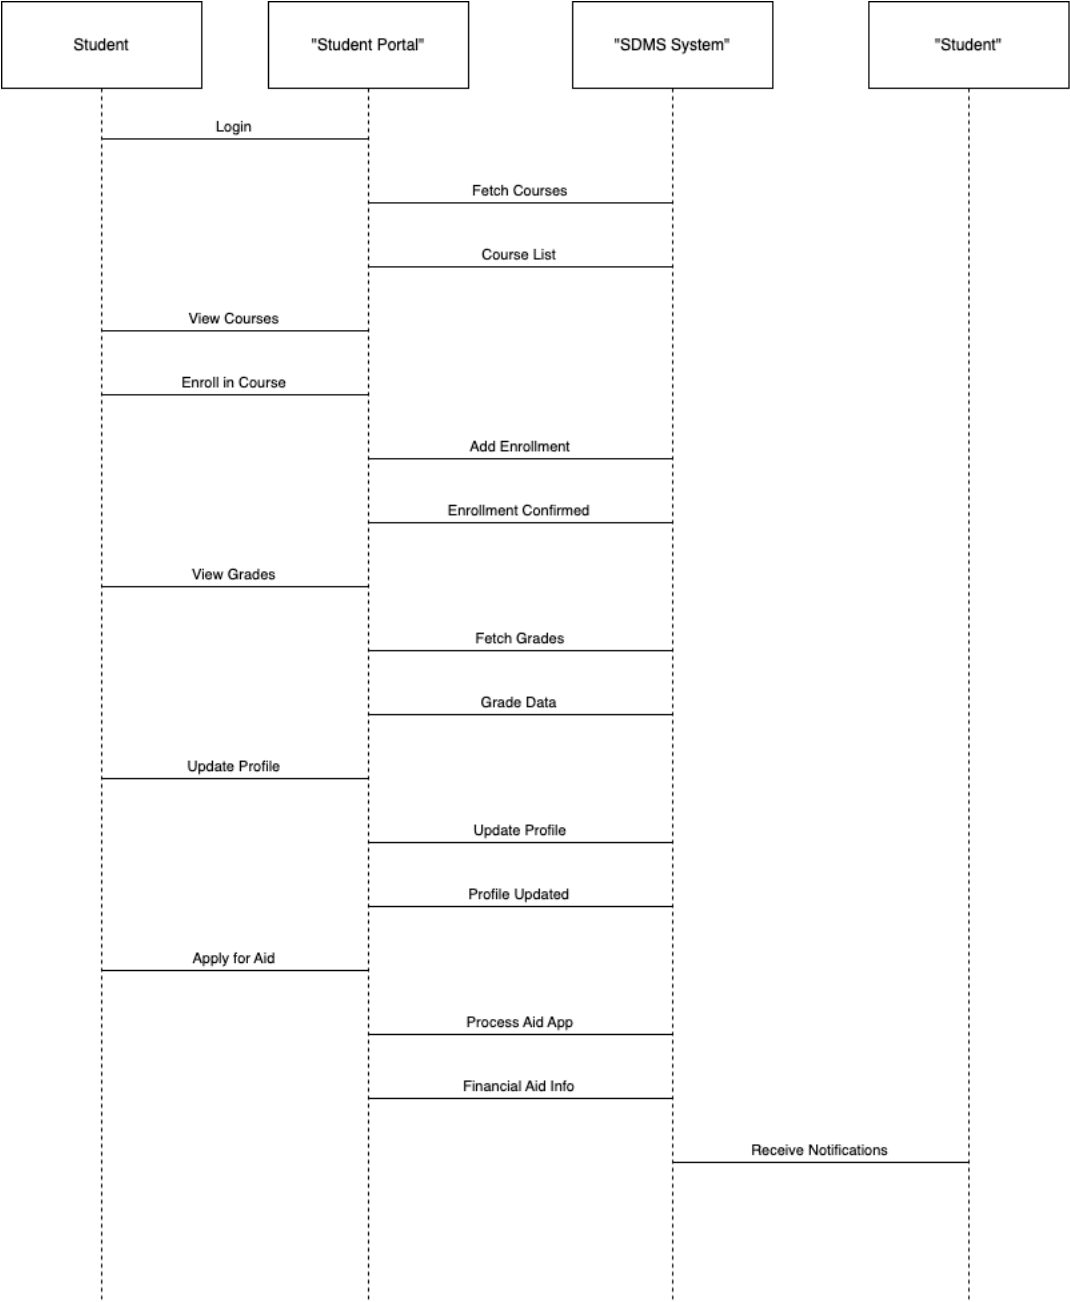 Student
"Student Portal"
"SDMS System"
"Student"
Login
Fetch Courses
Course List
View Courses
Enroll in Course
Add Enrollment
Enrollment Confirmed
View Grades
Fetch Grades
Grade Data
Update Profile
Update Profile
Profile Updated
Apply for Aid
Process Aid App
Financial Aid Info
Receive Notifications